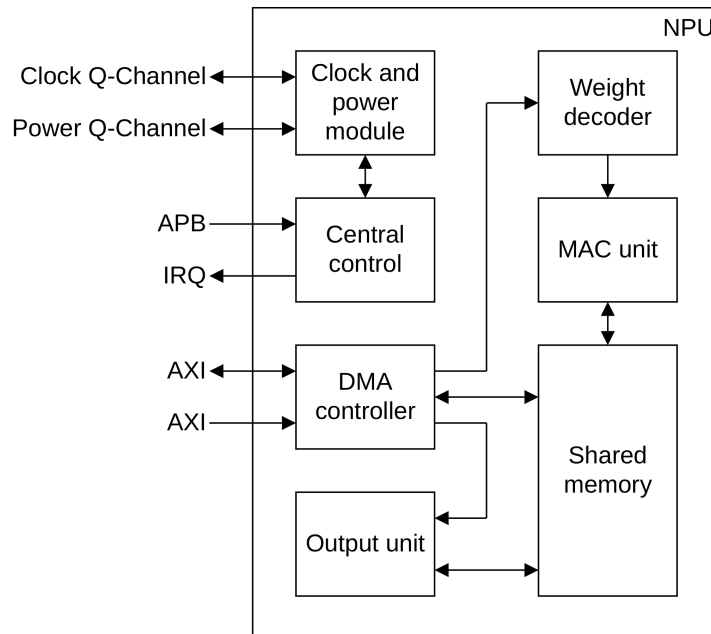 NPU
Clock Q-Channel
Power Q-Channel
Clock and
power
module
Weight
decoder
APB
IRQ
Central
control
MAC unit
AXI
AXI
DMA
controller
Shared
memory
Output unit